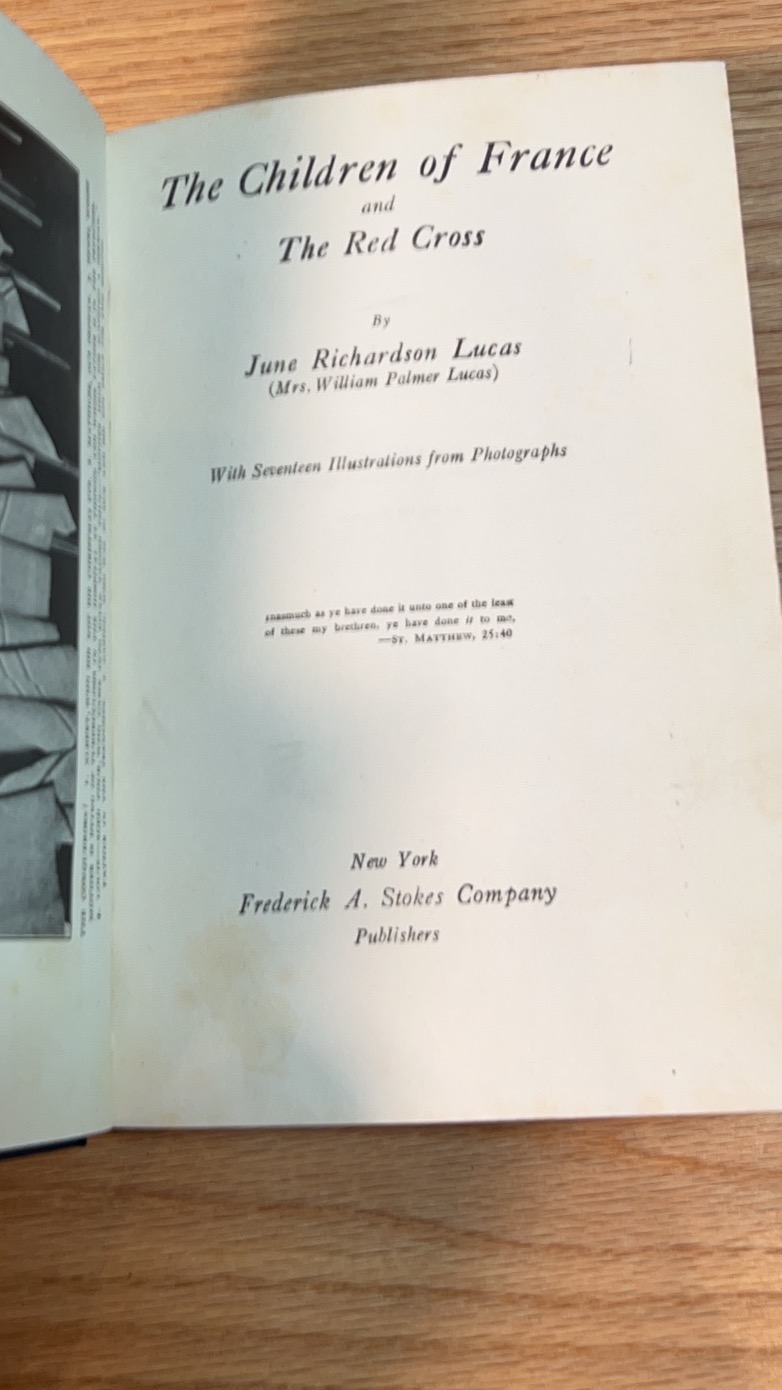 The Children of France
and
The Red Cross
By
June Richardson Lucas
(Mrs. William Palmer Lucas)
With Seventeen Illustrations from Photographs
Inasmuch as ye have done it unto one of the least
of these my brethren, ye have done it to me,
—St. Matthew, 25:40
New York
Frederick A. Stokes Company
Publishers